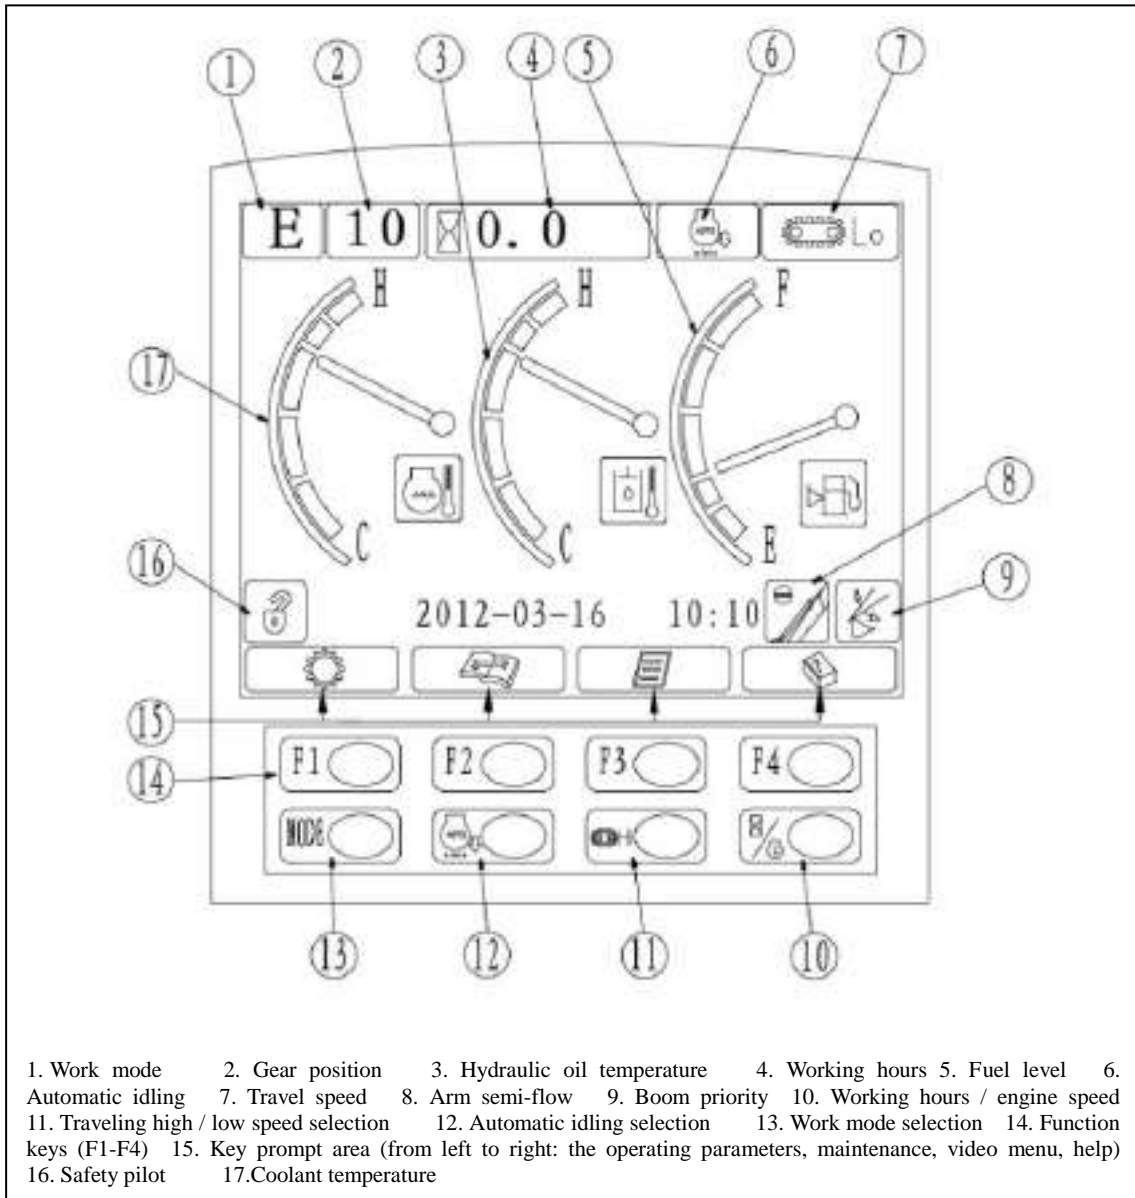 1 2 3 4 5 6 7
E 10 0. 0 Lo
H H F
17
C C E
8
16 9
2012-03-16 10:10
15
14 F1 F2 F3 F4
MODE
13 12 11 10
1. Work mode 2. Gear position 3. Hydraulic oil temperature 4. Working hours 5. Fuel level 6.
Automatic idling 7. Travel speed 8. Arm semi-flow 9. Boom priority 10. Working hours / engine speed
11. Traveling high / low speed selection 12. Automatic idling selection 13. Work mode selection 14. Function
keys (F1-F4) 15. Key prompt area (from left to right: the operating parameters, maintenance, video menu, help)
16. Safety pilot 17.Coolant temperature